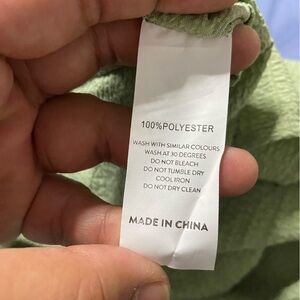 100%POLYESTER
WASH WITH SIMILAR COLOURS
WASH AT 30 DEGREES
DO NOT BLEACH
DO NOT TUMBLE DRY
COOL IRON
DO NOT DRY CLEAN
MADE IN CHINA